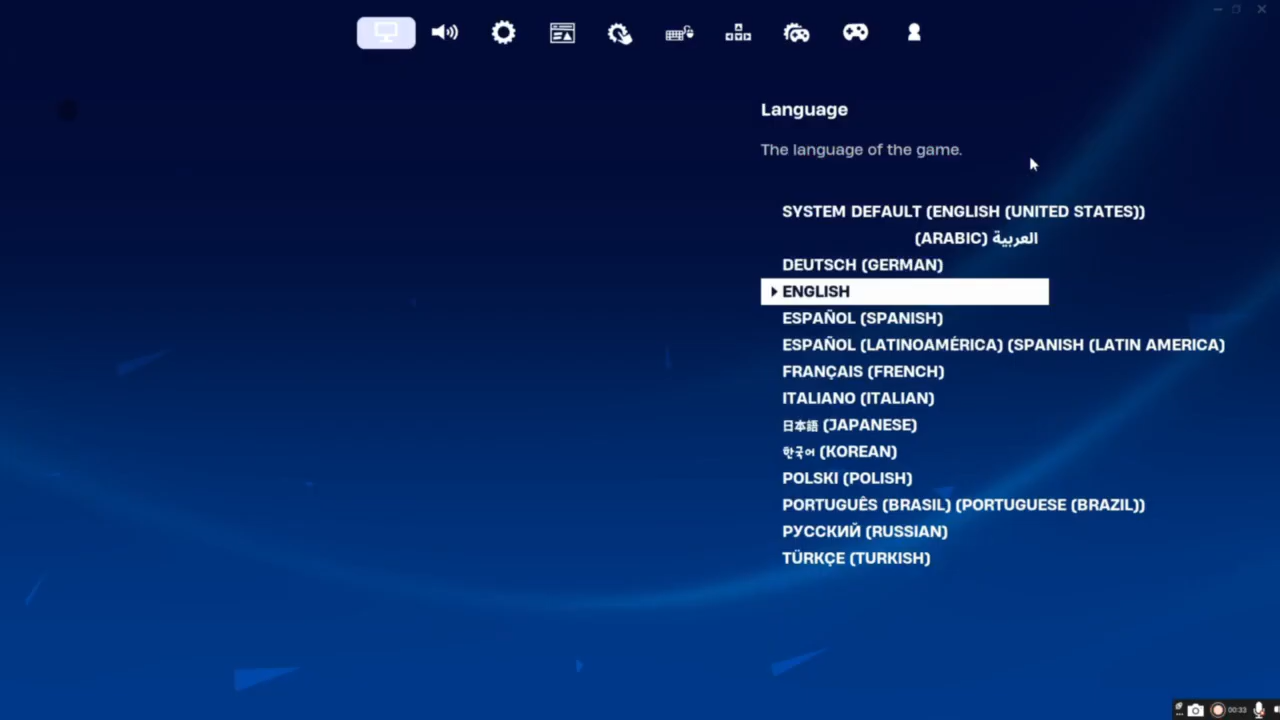 Language
The language of the game.
SYSTEM DEFAULT (ENGLISH (UNITED STATES))
العربية (ARABIC)
DEUTSCH (GERMAN)
ENGLISH
ESPAÑOL (SPANISH)
ESPAÑOL (LATINOAMÉRICA) (SPANISH (LATIN AMERICA)
FRANÇAIS (FRENCH)
ITALIANO (ITALIAN)
日本語 (JAPANESE)
한국어 (KOREAN)
POLSKI (POLISH)
PORTUGUÊS (BRASIL) (PORTUGUESE (BRAZIL))
РУССКИЙ (RUSSIAN)
TÜRKÇE (TURKISH)
00:33